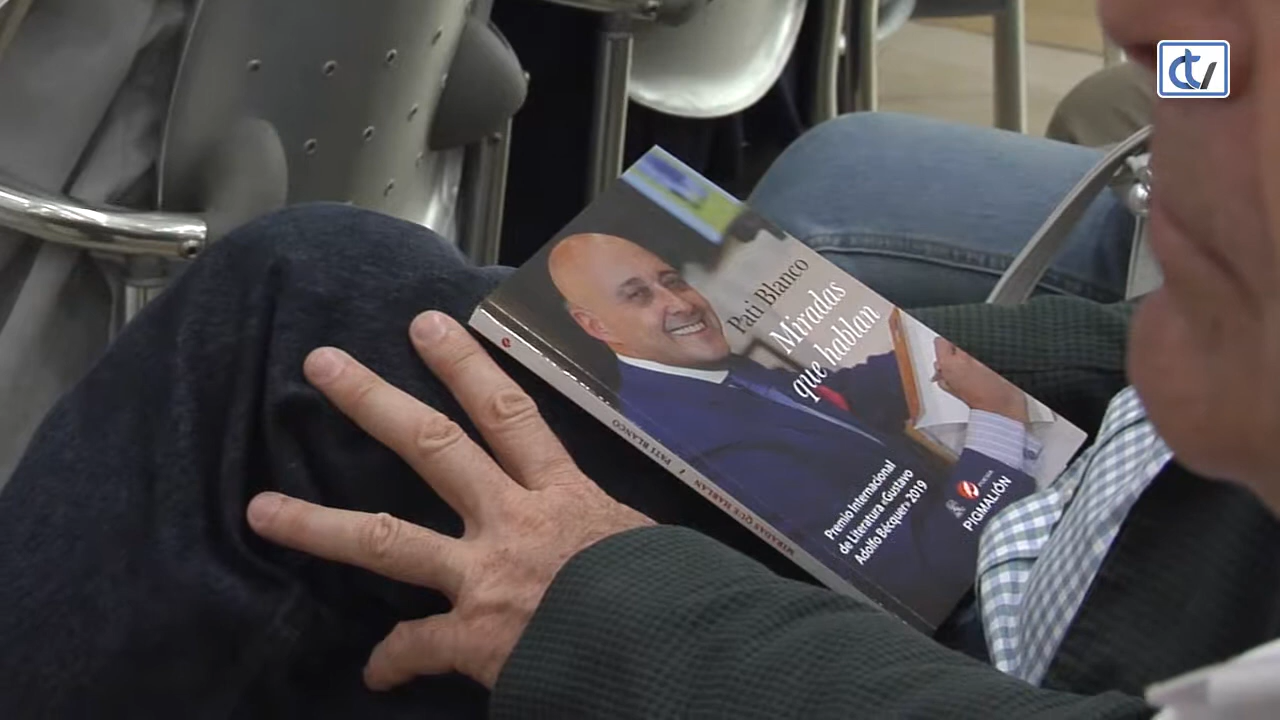 Pati Blanco
Miradas
que hablan
Premio Internacional
de Literatura «Gustavo
Adolfo Bécquer» 2019
PIGMALIÓN
MIRADAS QUE HABLAN / PATI BLANCO